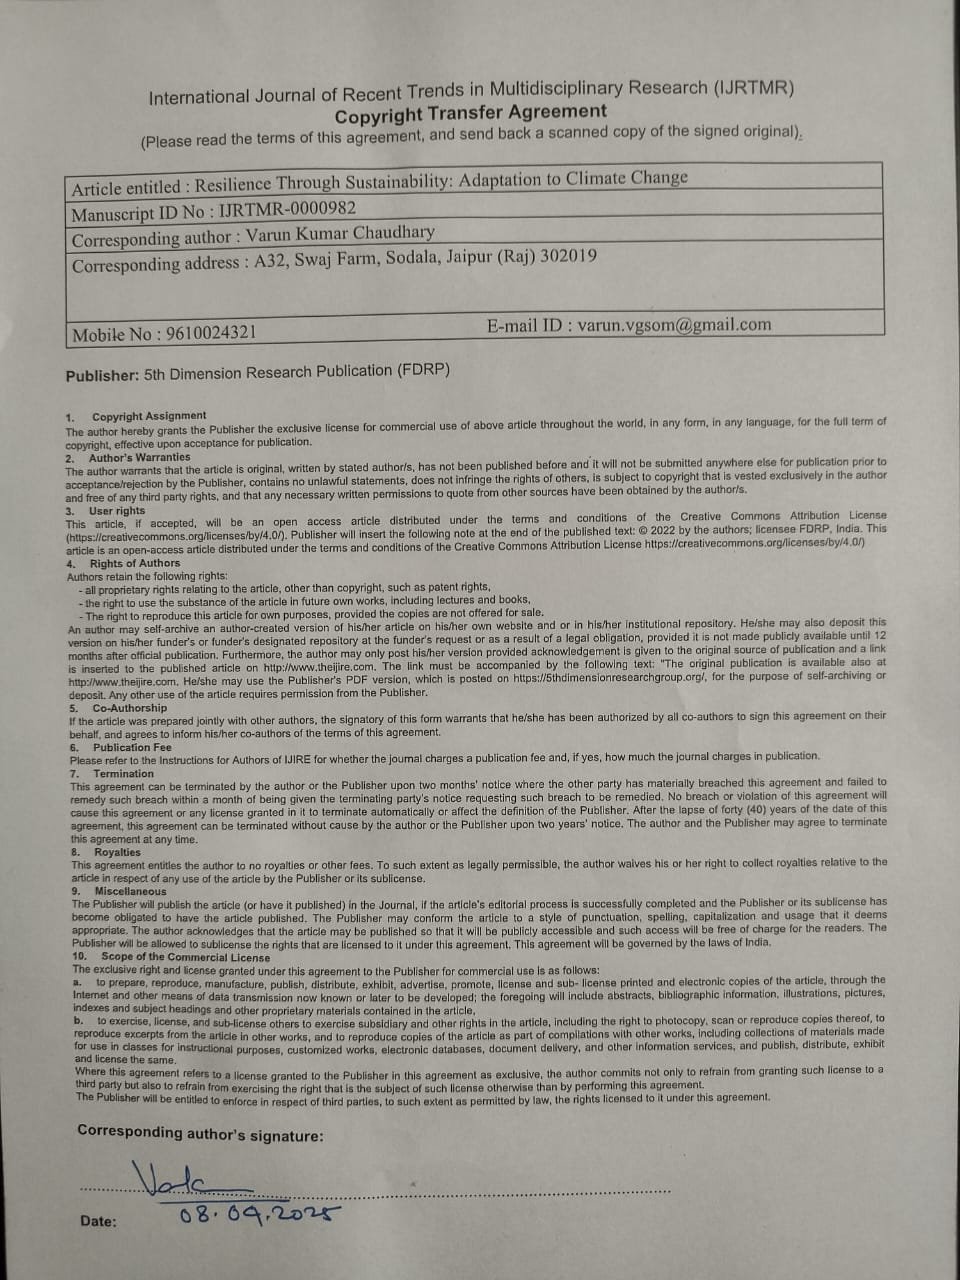 International Journal of Recent Trends in Multidisciplinary Research (IJRTMR)
Copyright Transfer Agreement
(Please read the terms of this agreement, and send back a scanned copy of the signed original).
Article entitled : Resilience Through Sustainability: Adaptation to Climate Change
Manuscript ID No : IJRTMR-0000982
Corresponding author : Varun Kumar Chaudhary
Corresponding address : A32, Swaj Farm, Sodala, Jaipur (Raj) 302019
Mobile No : 9610024321 E-mail ID : varun.vgsom@gmail.com
Publisher: 5th Dimension Research Publication (FDRP)
1. Copyright Assignment
The author hereby grants the Publisher the exclusive license for commercial use of above article throughout the world, in any form, in any language, for the full term of
copyright, effective upon acceptance for publication.
2. Author's Warranties
The author warrants that the article is original, written by stated author/s, has not been published before and it will not be submitted anywhere else for publication prior to
acceptance/rejection by the Publisher, contains no unlawful statements, does not infringe the rights of others, is subject to copyright that is vested exclusively in the author
and free of any third party rights, and that any necessary written permissions to quote from other sources have been obtained by the author/s.
3. User rights
This article, if accepted, will be an open access article distributed under the terms and conditions of the Creative Commons Attribution License
(https://creativecommons.org/licenses/by/4.0/). Publisher will insert the following note at the end of the published text: © 2022 by the authors; licensee FDRP, India. This
article is an open-access article distributed under the terms and conditions of the Creative Commons Attribution License https://creativecommons.org/licenses/by/4.0/)
4. Rights of Authors
Authors retain the following rights:
- all proprietary rights relating to the article, other than copyright, such as patent rights,
- the right to use the substance of the article in future own works, including lectures and books,
- The right to reproduce this article for own purposes, provided the copies are not offered for sale.
An author may self-archive an author-created version of his/her article on his/her own website and or in his/her institutional repository. He/she may also deposit this
version on his/her funder's or funder's designated repository at the funder's request or as a result of a legal obligation, provided it is not made publicly available until 12
months after official publication. Furthermore, the author may only post his/her version provided acknowledgement is given to the original source of publication and a link
is inserted to the published article on http://www.theijire.com. The link must be accompanied by the following text: "The original publication is available also at
http://www.theijire.com. He/she may use the Publisher's PDF version, which is posted on https://5thdimensionresearchgroup.org/, for the purpose of self-archiving or
deposit. Any other use of the article requires permission from the Publisher.
5. Co-Authorship
If the article was prepared jointly with other authors, the signatory of this form warrants that he/she has been authorized by all co-authors to sign this agreement on their
behalf, and agrees to inform his/her co-authors of the terms of this agreement.
6. Publication Fee
Please refer to the Instructions for Authors of IJIRE for whether the journal charges a publication fee and, if yes, how much the journal charges in publication.
7. Termination
This agreement can be terminated by the author or the Publisher upon two months' notice where the other party has materially breached this agreement and failed to
remedy such breach within a month of being given the terminating party's notice requesting such breach to be remedied. No breach or violation of this agreement will
cause this agreement or any license granted in it to terminate automatically or affect the definition of the Publisher. After the lapse of forty (40) years of the date of this
agreement, this agreement can be terminated without cause by the author or the Publisher upon two years' notice. The author and the Publisher may agree to terminate
this agreement at any time.
8. Royalties
This agreement entitles the author to no royalties or other fees. To such extent as legally permissible, the author waives his or her right to collect royalties relative to the
article in respect of any use of the article by the Publisher or its sublicense.
9. Miscellaneous
The Publisher will publish the article (or have it published) in the Journal, if the article's editorial process is successfully completed and the Publisher or its sublicense has
become obligated to have the article published. The Publisher may conform the article to a style of punctuation, spelling, capitalization and usage that it deems
appropriate. The author acknowledges that the article may be published so that it will be publicly accessible and such access will be free of charge for the readers. The
Publisher will be allowed to sublicense the rights that are licensed to it under this agreement. This agreement will be governed by the laws of India.
10. Scope of the Commercial License
The exclusive right and license granted under this agreement to the Publisher for commercial use is as follows:
a. to prepare, reproduce, manufacture, publish, distribute, exhibit, advertise, promote, license and sub- license printed and electronic copies of the article, through the
Internet and other means of data transmission now known or later to be developed; the foregoing will include abstracts, bibliographic information, illustrations, pictures,
indexes and subject headings and other proprietary materials contained in the article,
b. to exercise, license, and sub-license others to exercise subsidiary and other rights in the article, including the right to photocopy, scan or reproduce copies thereof, to
reproduce excerpts from the article in other works, and to reproduce copies of the article as part of compilations with other works, including collections of materials made
for use in classes for instructional purposes, customized works, electronic databases, document delivery, and other information services, and publish, distribute, exhibit
and license the same.
Where this agreement refers to a license granted to the Publisher in this agreement as exclusive, the author commits not only to refrain from granting such license to a
third party but also to refrain from exercising the right that is the subject of such license otherwise than by performing this agreement.
The Publisher will be entitled to enforce in respect of third parties, to such extent as permitted by law, the rights licensed to it under this agreement.
Corresponding author's signature:
Date: 08.09.2025